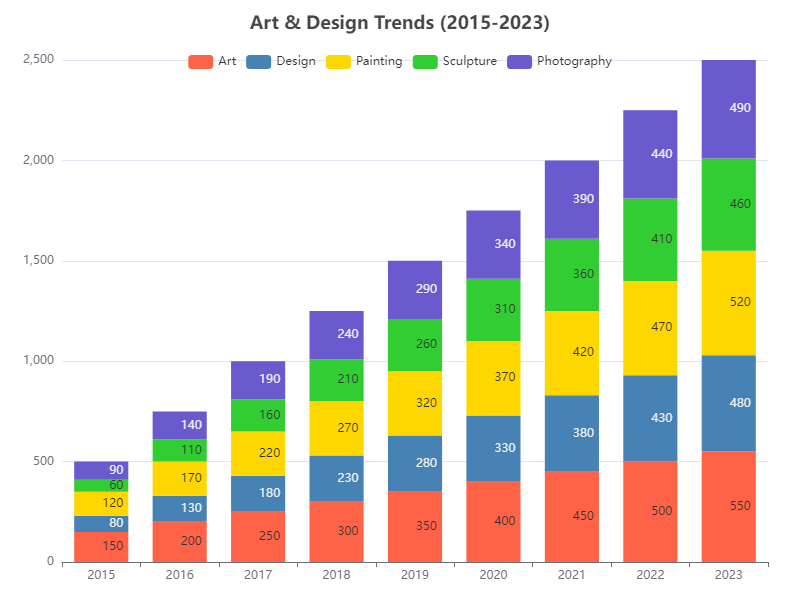 Art & Design Trends (2015-2023)
Art Design Painting Sculpture Photography
2,500
2,000
1,500
1,000
500
0
90 140 190 240 290 340 390 440 490
60 110 160 210 260 310 360 410 460
120 170 220 270 320 370 420 470 520
80 130 180 230 280 330 380 430 480
150 200 250 300 350 400 450 500 550
2015 2016 2017 2018 2019 2020 2021 2022 2023